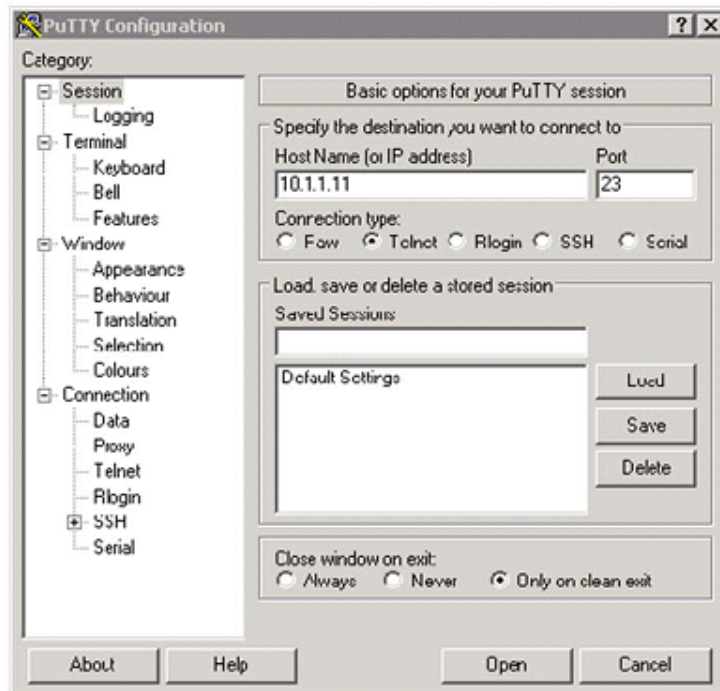 PuTTY Configuration
Category:
Session
Logging
Terminal
Keyboard
Bell
Features
Window
Appearance
Behaviour
Translation
Selection
Colours
Connection
Data
Proxy
Telnet
Rlogin
SSH
Serial
Basic options for your PuTTY session
Specify the destination you want to connect to
Host Name (or IP address) Port
10.1.1.11 23
Connection type:
Raw Telnet Rlogin SSH Serial
Load, save or delete a stored session
Saved Sessions
Default Settings
Load
Save
Delete
Close window on exit:
Always Never Only on clean exit
About Help Open Cancel